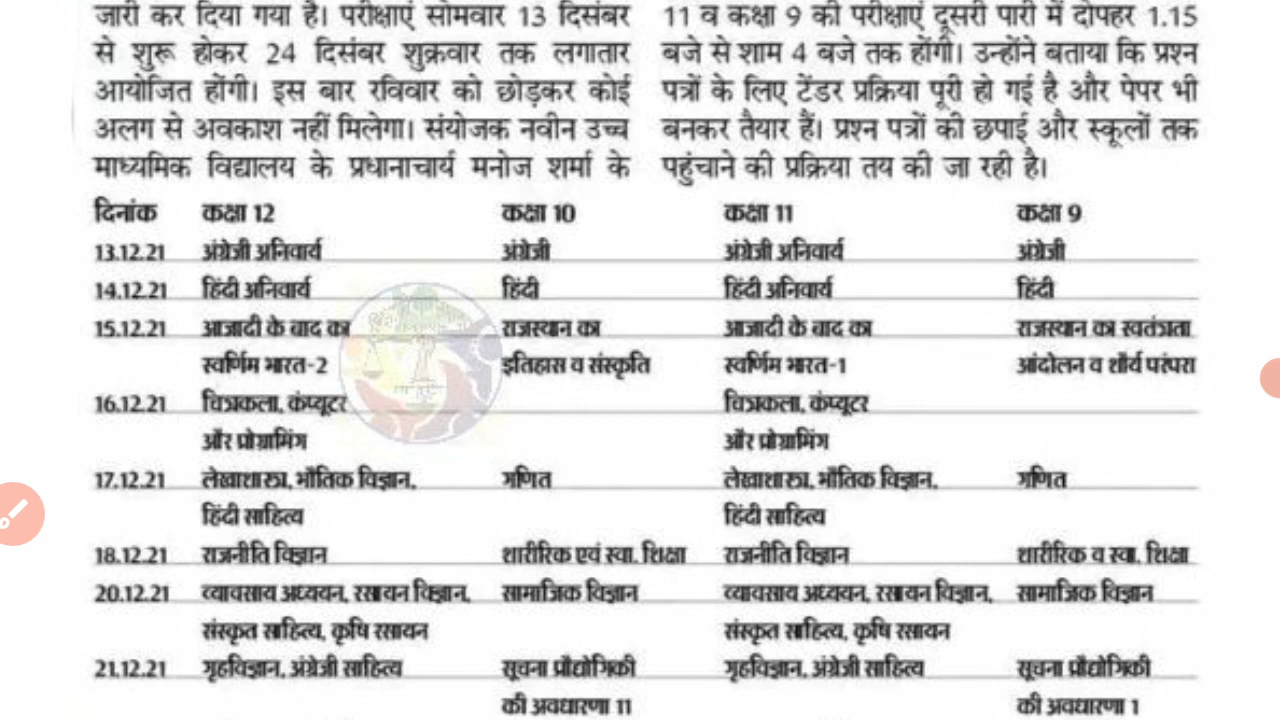 जारी कर दिया गया है। परीक्षाएं सोमवार 13 दिसंबर
से शुरू होकर 24 दिसंबर शुक्रवार तक लगातार
आयोजित होंगी। इस बार रविवार को छोड़कर कोई
अलग से अवकाश नहीं मिलेगा। संयोजक नवीन उच्च
माध्यमिक विद्यालय के प्रधानाचार्य मनोज शर्मा के
11 व कक्षा 9 की परीक्षाएं दूसरी पारी में दोपहर 1.15
बजे से शाम 4 बजे तक होंगी। उन्होंने बताया कि प्रश्न
पत्रों के लिए टेंडर प्रक्रिया पूरी हो गई है और पेपर भी
बनकर तैयार हैं। प्रश्न पत्रों की छपाई और स्कूलों तक
पहुंचाने की प्रक्रिया तय की जा रही है।
दिनांक कक्षा 12 कक्षा 10 कक्षा 11 कक्षा 9
13.12.21 अंग्रेजी अनिवार्य अंग्रेजी अंग्रेजी अनिवार्य अंग्रेजी
14.12.21 हिंदी अनिवार्य हिंदी हिंदी अनिवार्य हिंदी
15.12.21 आजादी के बाद का राजस्थान का आजादी के बाद का राजस्थान का स्वतंत्रता
स्वर्णिम भारत-2 इतिहास व संस्कृति स्वर्णिम भारत-1 आंदोलन व शौर्य परंपरा
16.12.21 चित्रकला, कंप्यूटर चित्रकला, कंप्यूटर
और प्रोग्रामिंग और प्रोग्रामिंग
17.12.21 लेखाशास्त्र, भौतिक विज्ञान, गणित लेखाशास्त्र, भौतिक विज्ञान, गणित
हिंदी साहित्य हिंदी साहित्य
18.12.21 राजनीति विज्ञान शारीरिक एवं स्वा. शिक्षा राजनीति विज्ञान शारीरिक व स्वा. शिक्षा
20.12.21 व्यावसाय अध्ययन, रसायन विज्ञान, सामाजिक विज्ञान व्यावसाय अध्ययन, रसायन विज्ञान, सामाजिक विज्ञान
संस्कृत साहित्य, कृषि रसायन संस्कृत साहित्य, कृषि रसायन
21.12.21 गृहविज्ञान, अंग्रेजी साहित्य सूचना प्रौद्योगिकी गृहविज्ञान, अंग्रेजी साहित्य सूचना प्रौद्योगिकी
की अवधारणा 11 की अवधारणा 1